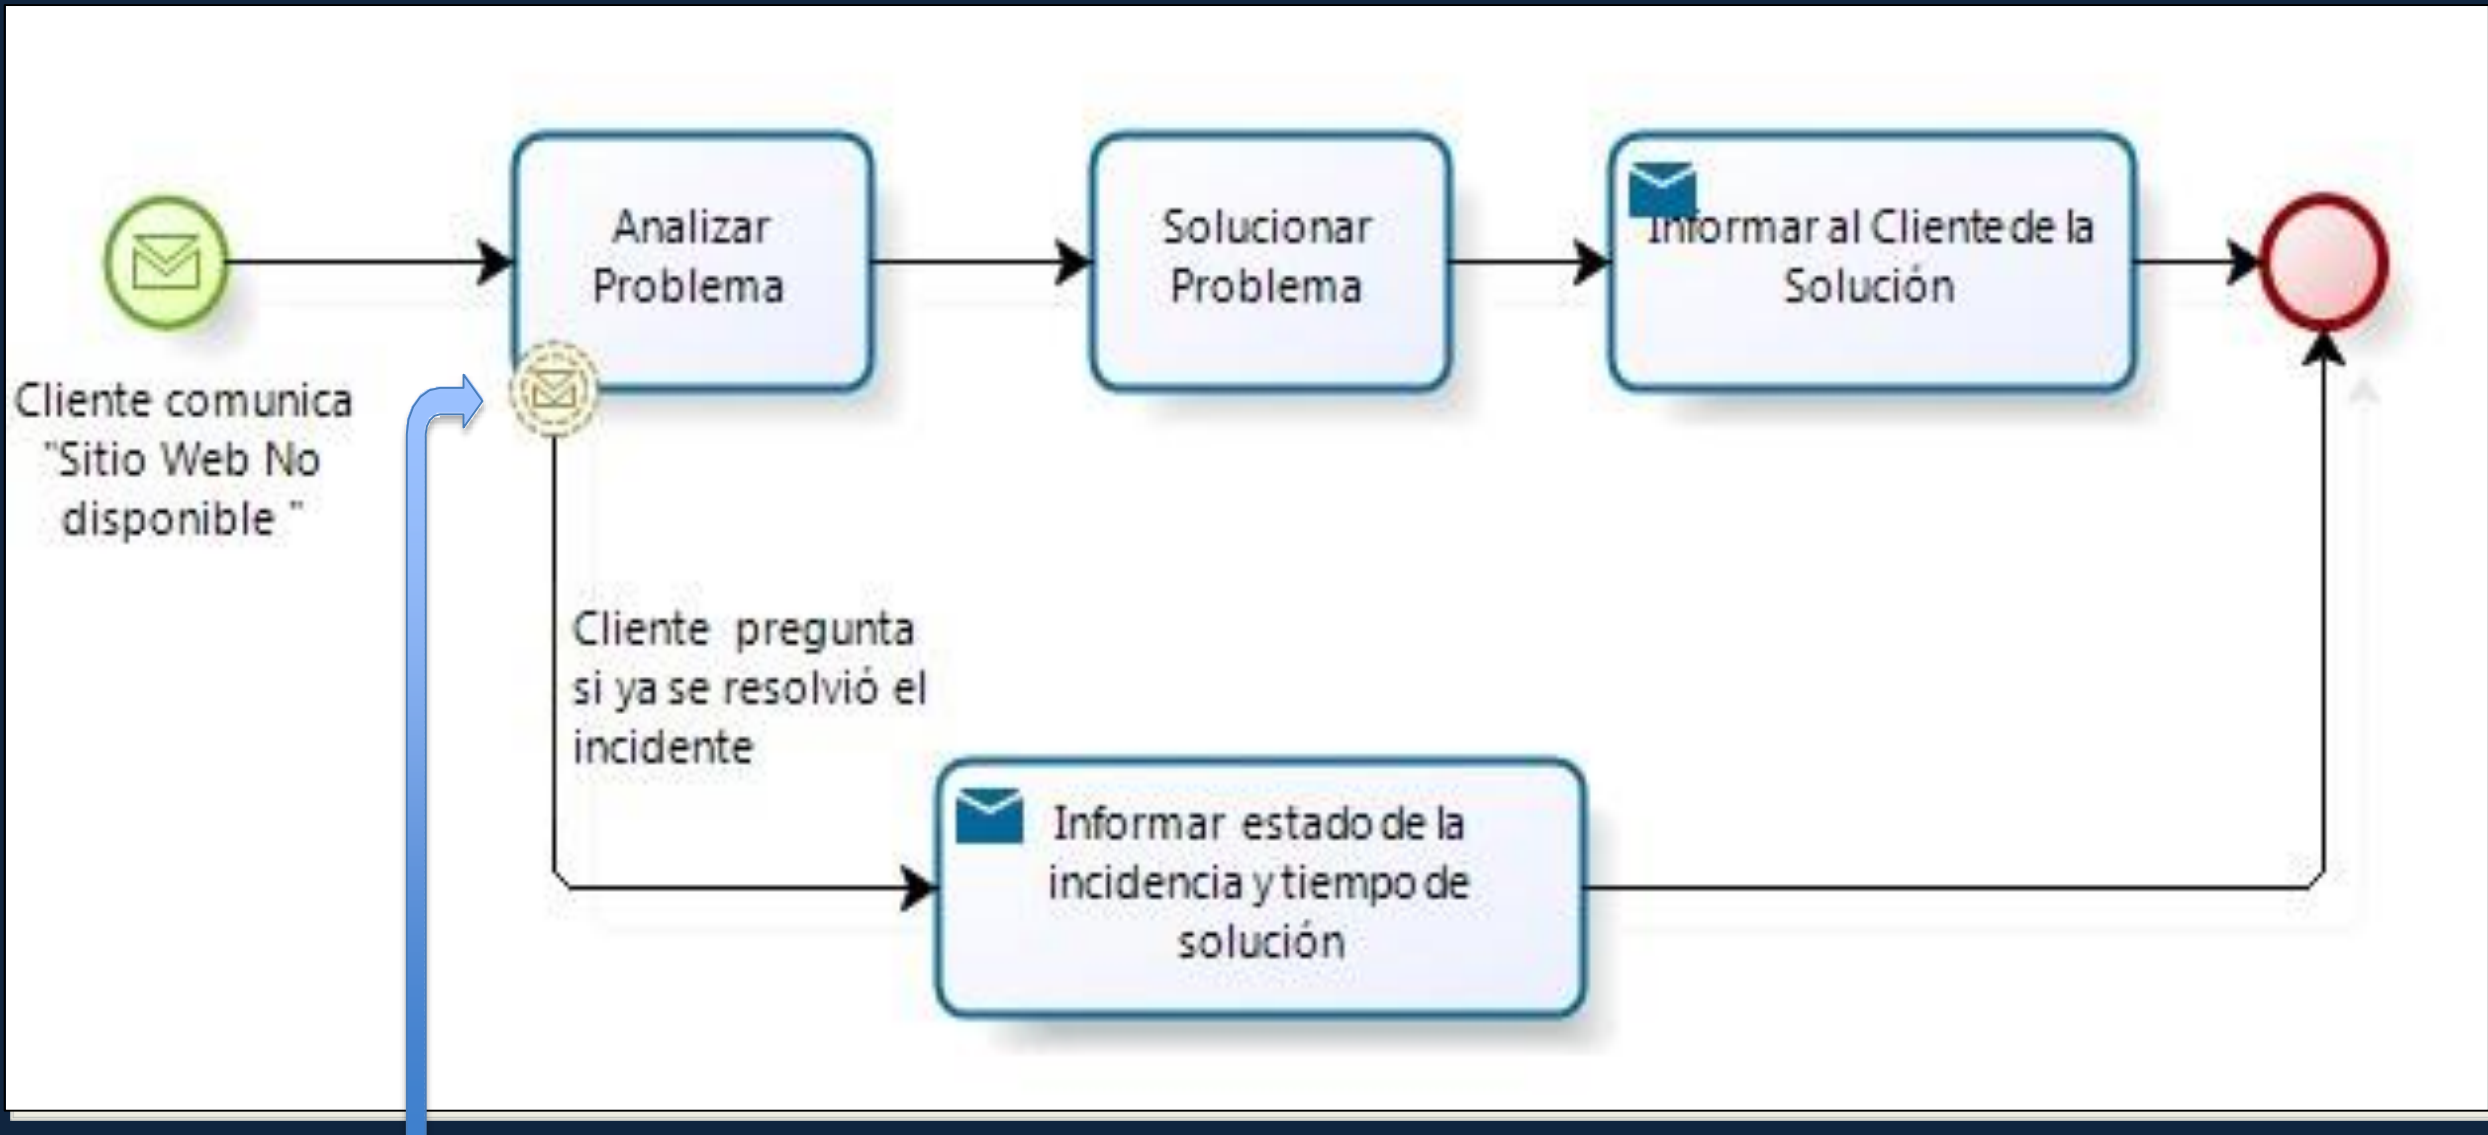 Analizar
Problema
Solucionar
Problema
Informar al Cliente de la
Solución
Cliente comunica
"Sitio Web No
disponible "
Cliente pregunta
si ya se resolvió el
incidente
Informar estado de la
incidencia y tiempo de
solución